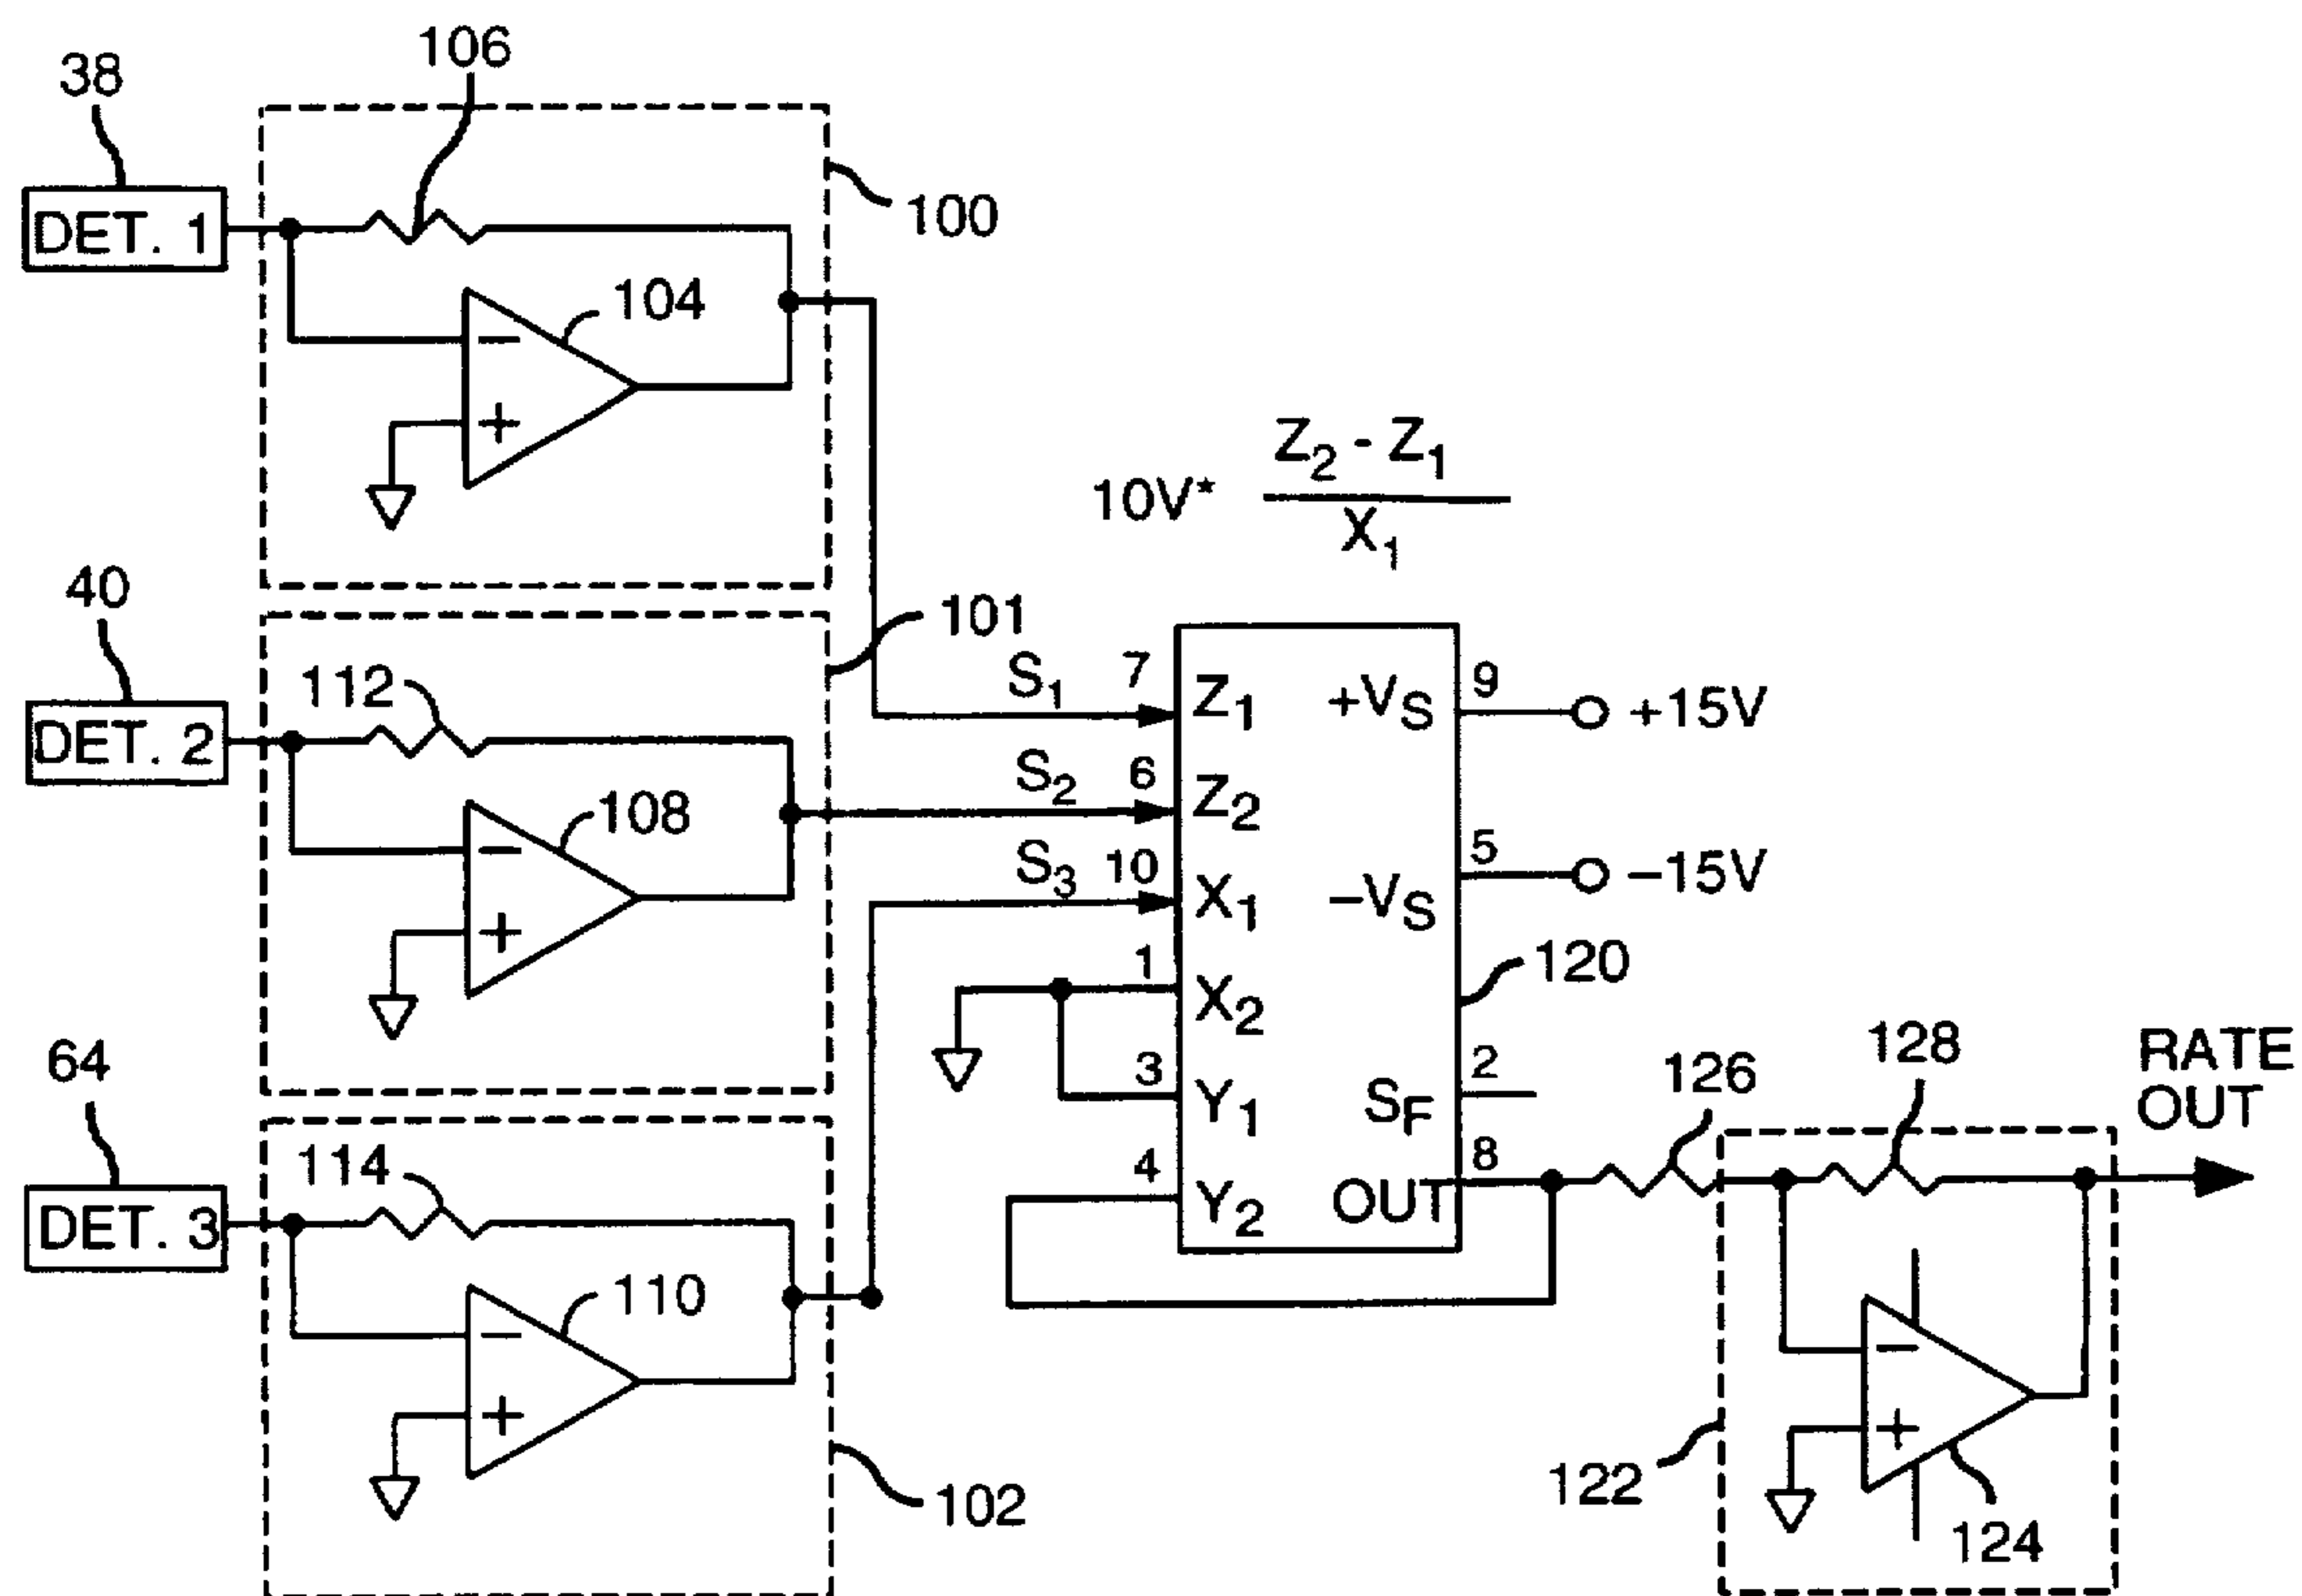 106
38
DET. 1
100
104
10V* Z2 - Z1
X1
40
101
112
DET. 2
108
S1 7 Z1
S2 6 Z2
S3 10 X1
1 X2
3 Y1
4 Y2
+VS 9 +15V
-VS 5 –15V
120
SF 2
OUT 8
64
114
DET. 3
110
102
126
128
RATE
OUT
122
124